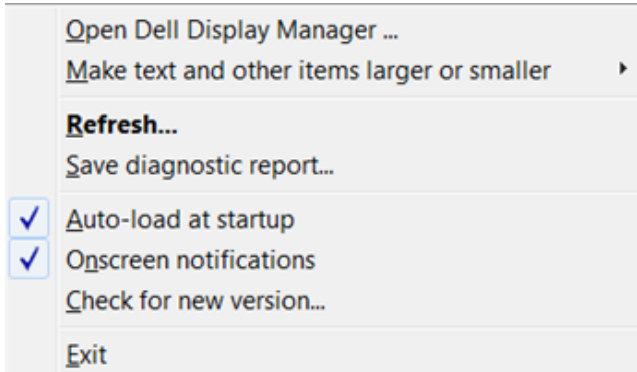 Open Dell Display Manager ...
Make text and other items larger or smaller
Refresh...
Save diagnostic report...
Auto-load at startup
Onscreen notifications
Check for new version...
Exit